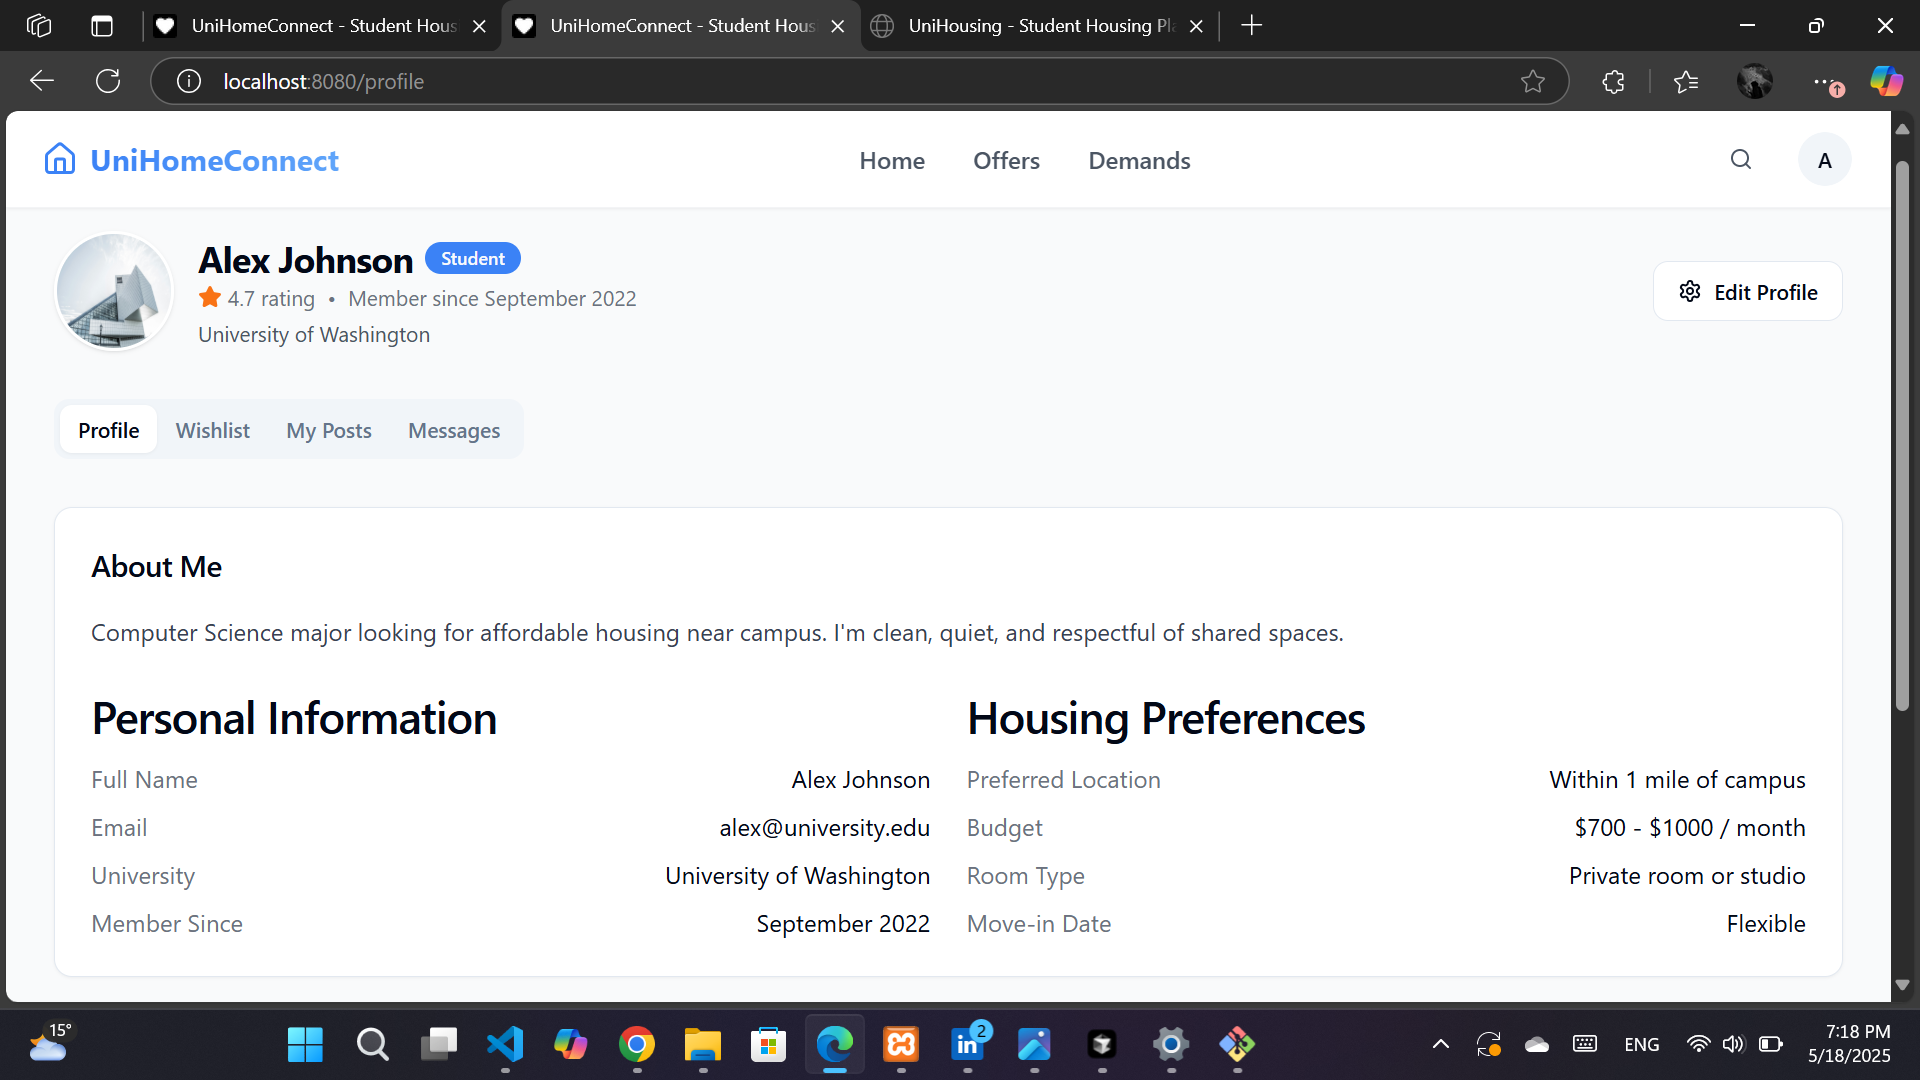 UniHomeConnect - Student Hous
UniHomeConnect - Student Hous
UniHousing - Student Housing Pla
localhost:8080/profile
UniHomeConnect
Home
Offers
Demands
A
Alex Johnson
Student
4.7 rating • Member since September 2022
University of Washington
Edit Profile
Profile
Wishlist
My Posts
Messages
About Me
Computer Science major looking for affordable housing near campus. I'm clean, quiet, and respectful of shared spaces.
Personal Information
Full Name
Alex Johnson
Email
alex@university.edu
University
University of Washington
Member Since
September 2022
Housing Preferences
Preferred Location
Within 1 mile of campus
Budget
$700 - $1000 / month
Room Type
Private room or studio
Move-in Date
Flexible
15°
in
2
ENG
7:18 PM
5/18/2025